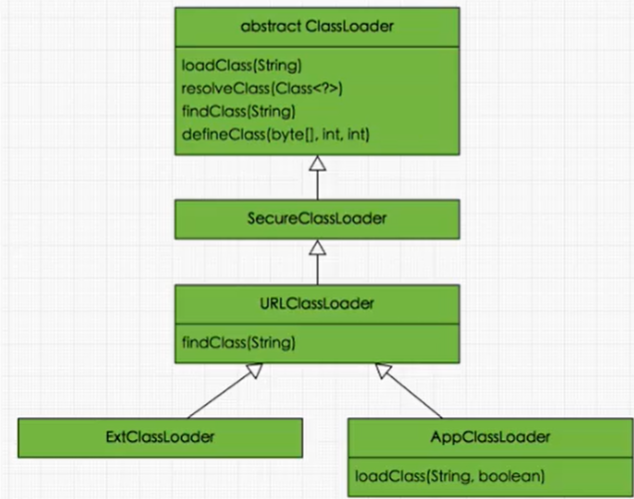 abstract ClassLoader
loadClass(String)
resolveClass(Class<?>)
findClass(String)
defineClass(byte[], int, int)
SecureClassLoader
URLClassLoader
findClass(String)
ExtClassLoader
AppClassLoader
loadClass(String, boolean)